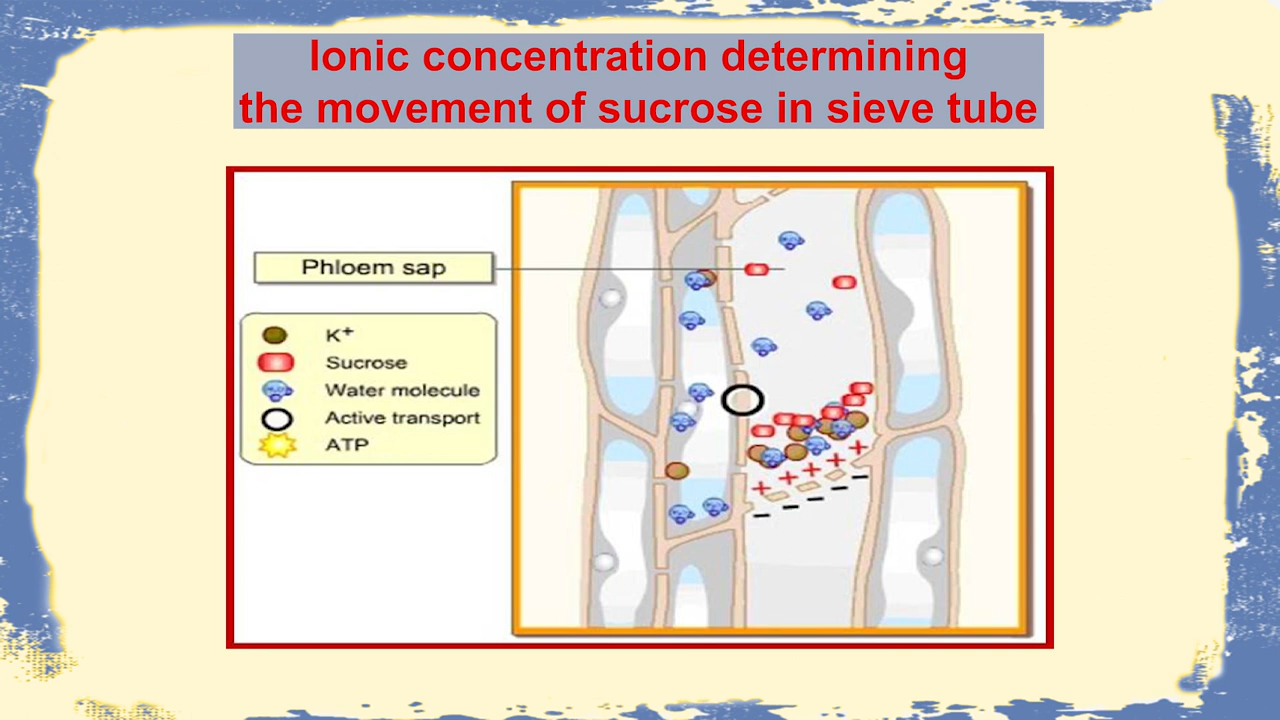 Ionic concentration determining
the movement of sucrose in sieve tube
Phloem sap
K⁺
Sucrose
Water molecule
Active transport
ATP